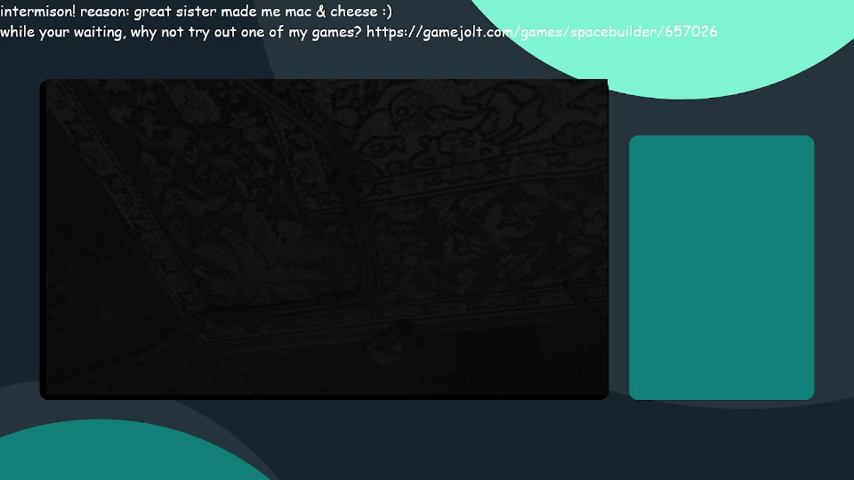 intermison! reason: great sister made me mac & cheese :)
while your waiting, why not try out one of my games? https://gamejolt.com/games/spacebuilder/657026